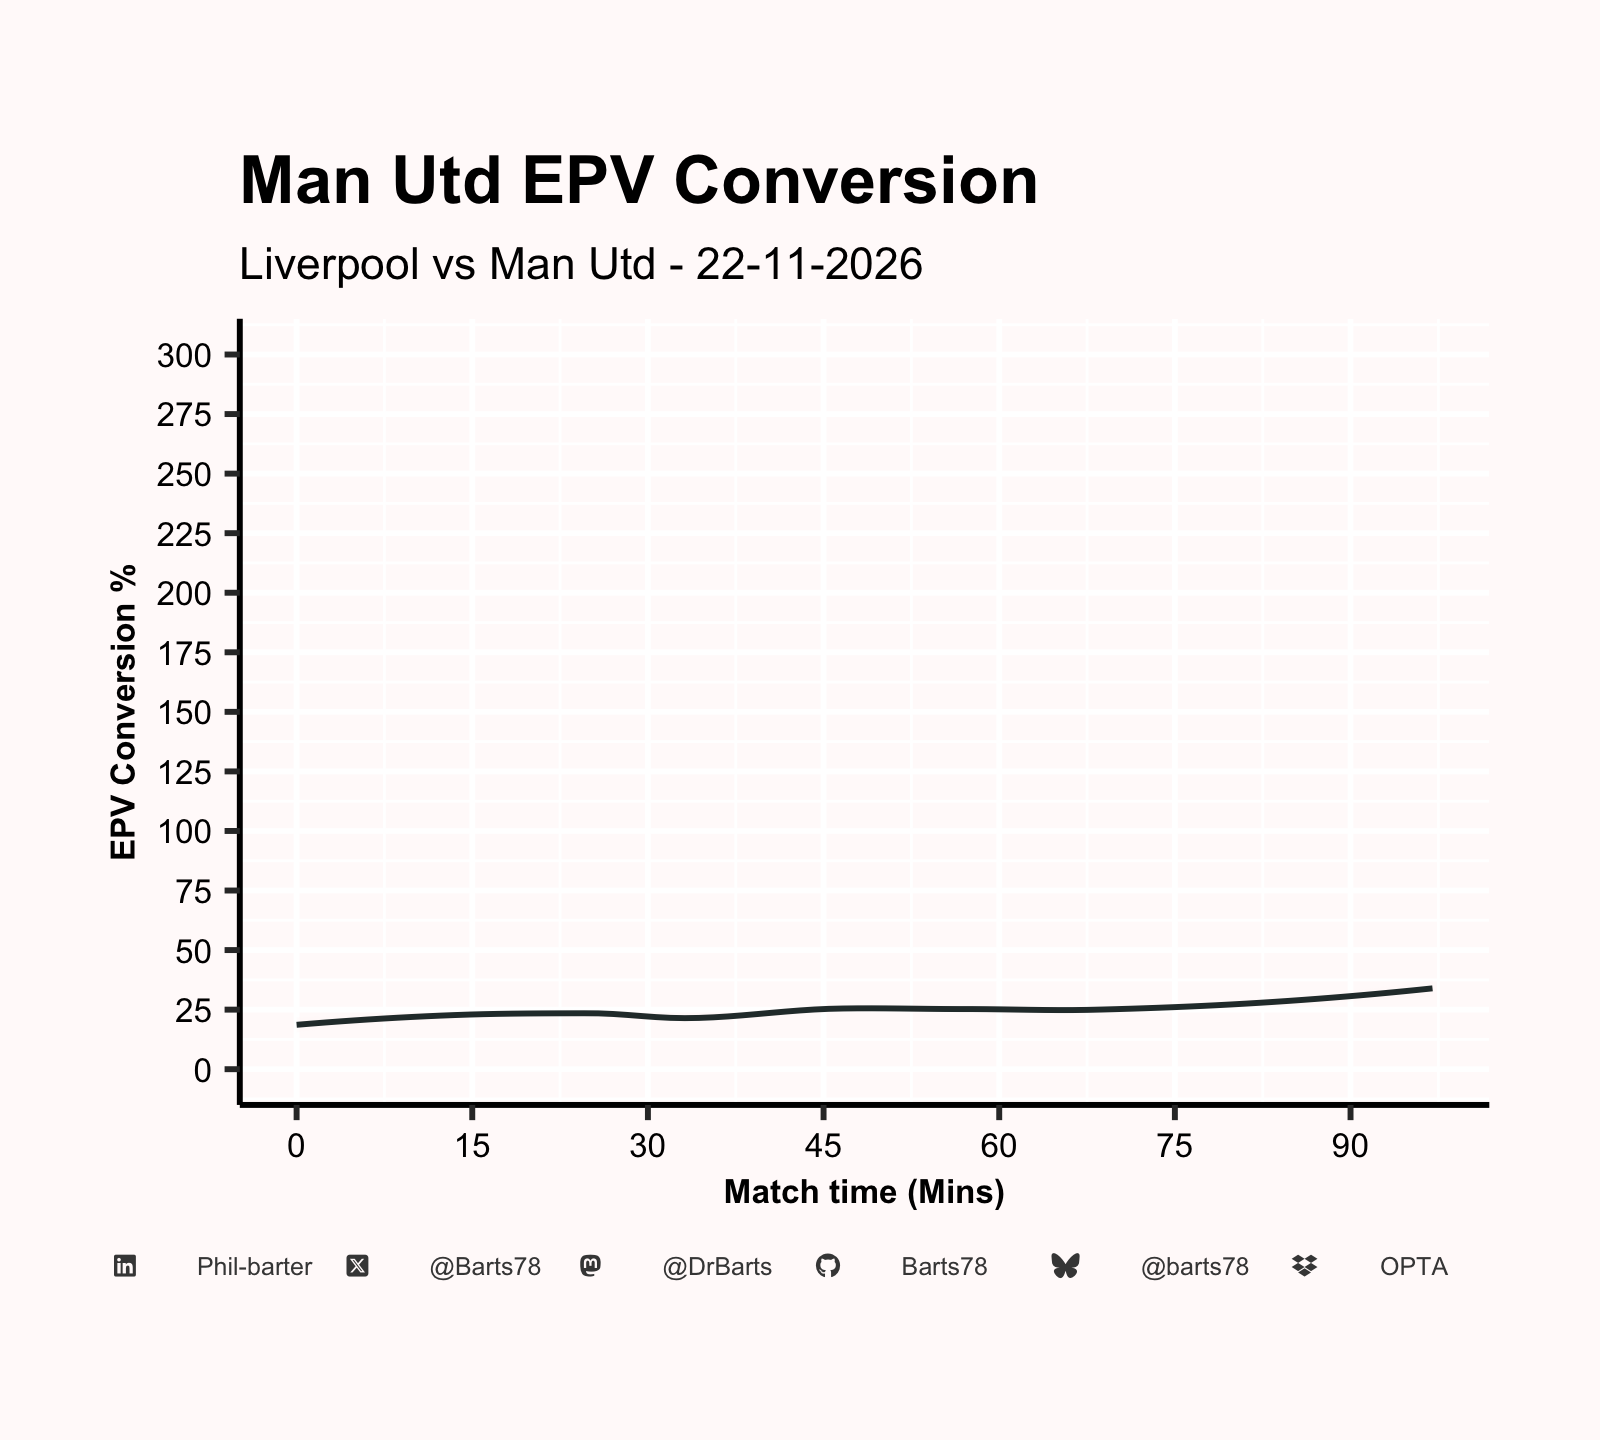 Man Utd EPV Conversion
Liverpool vs Man Utd - 22-11-2026
EPV Conversion %
300
275
250
225
200
175
150
125
100
75
50
25
0
0 15 30 45 60 75 90
Match time (Mins)
Phil-barter @Barts78 @DrBarts Barts78 @barts78 OPTA